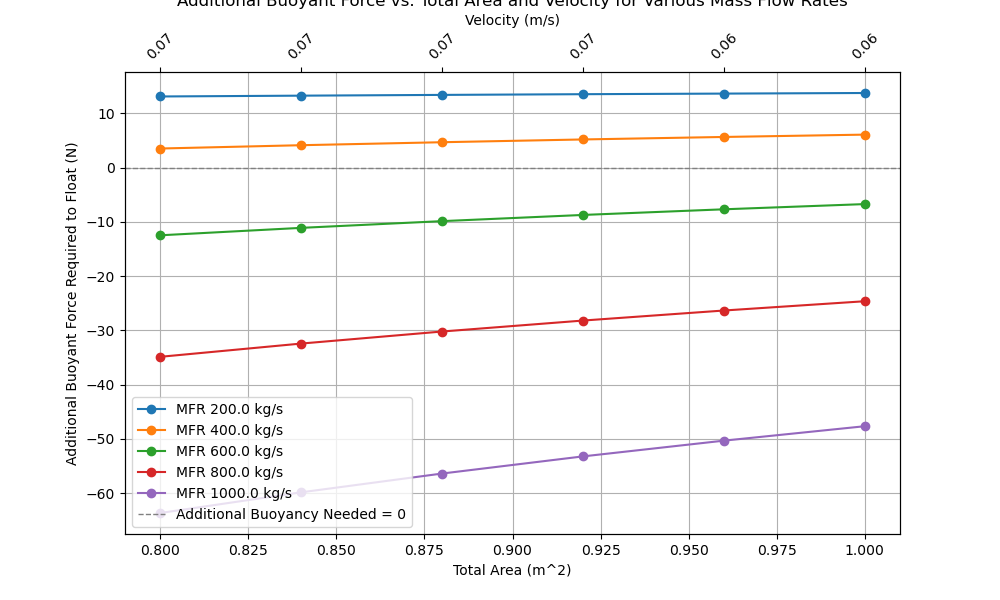 Additional Buoyant Force vs. Total Area and Velocity for Various Mass Flow Rates
Velocity (m/s)
0.07 0.07 0.07 0.07 0.06 0.06
Additional Buoyant Force Required to Float (N)
10
0
−10
−20
−30
−40
−50
−60
MFR 200.0 kg/s
MFR 400.0 kg/s
MFR 600.0 kg/s
MFR 800.0 kg/s
MFR 1000.0 kg/s
Additional Buoyancy Needed = 0
0.800 0.825 0.850 0.875 0.900 0.925 0.950 0.975 1.000
Total Area (m^2)